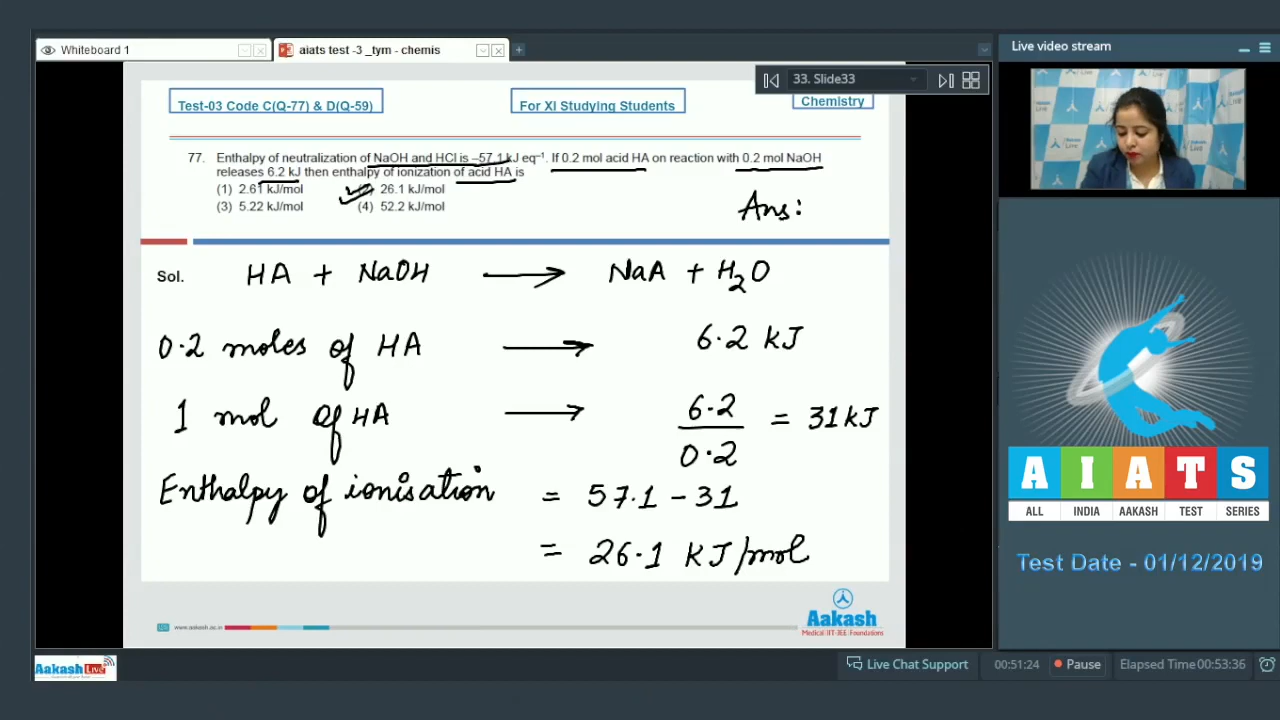 Whiteboard 1
aiats test -3 _tym - chemis
Live video stream
33. Slide33
Test-03 Code C(Q-77) & D(Q-59)
For XI Studying Students
Chemistry
77. Enthalpy of neutralization of NaOH and HCl is –57.1 kJ eq⁻¹. If 0.2 mol acid HA on reaction with 0.2 mol NaOH
releases 6.2 kJ then enthalpy of ionization of acid HA is
(1) 2.61 kJ/mol
26.1 kJ/mol
(3) 5.22 kJ/mol
(4) 52.2 kJ/mol
Ans:
Sol. HA + NaOH → NaA + H₂O
0.2 moles of HA → 6.2 kJ
1 mol of HA → 6.2/0.2 = 31 kJ
Enthalpy of ionisation = 57.1 – 31
= 26.1 KJ/mol
www.aakash.ac.in
Aakash
Medical|IIT-JEE|Foundations
A I A T S
ALL INDIA AAKASH TEST SERIES
Test Date - 01/12/2019
Aakash Live
Live Chat Support
00:51:24
Pause
Elapsed Time 00:53:36